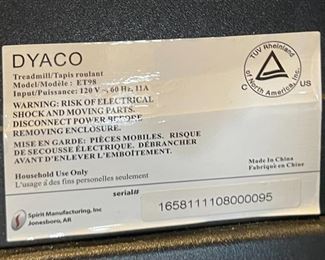 DYACO
Treadmill/Tapis roulant
Model/Modèle : ET98
Input/Puissance: 120 V~, 60 Hz, 11A
WARNING: RISK OF ELECTRICAL
SHOCK AND MOVING PARTS.
DISCONNECT POWER BEFORE
REMOVING ENCLOSURE.
MISE EN GARDE: PIÈCES MOBILES. RISQUE
DE SECOUSSE ÉLECTRIQUE. DÉBRANCHER
AVANT D'ENLEVER L'EMBOÎTEMENT.
Household Use Only
L'usage à des fins personelles seulement
TÜV Rheinland
of North America, Inc.
C US
Made in China
Fabriqué en Chine
serial#
1658111108000095
Spirit Manufacturing, Inc
Jonesboro, AR